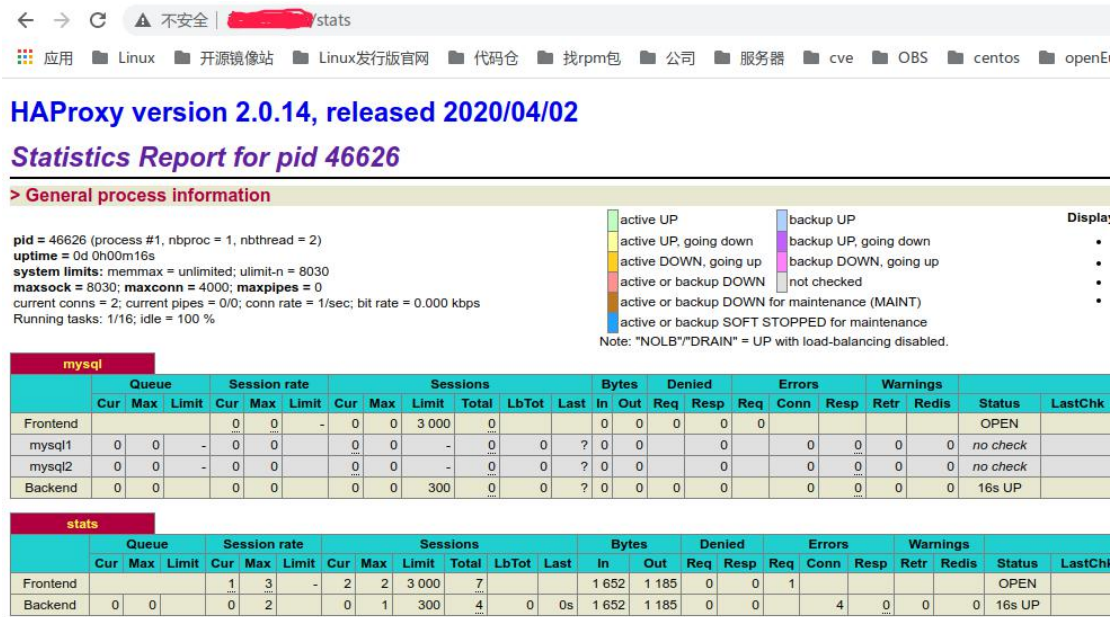 不安全 /stats
应用 Linux 开源镜像站 Linux发行版官网 代码仓 找rpm包 公司 服务器 cve OBS centos openEu
HAProxy version 2.0.14, released 2020/04/02
Statistics Report for pid 46626
> General process information
pid = 46626 (process #1, nbproc = 1, nbthread = 2)
uptime = 0d 0h00m16s
system limits: memmax = unlimited; ulimit-n = 8030
maxsock = 8030; maxconn = 4000; maxpipes = 0
current conns = 2; current pipes = 0/0; conn rate = 1/sec; bit rate = 0.000 kbps
Running tasks: 1/16; idle = 100 %
active UP backup UP
active UP, going down backup UP, going down
active DOWN, going up backup DOWN, going up
active or backup DOWN not checked
active or backup DOWN for maintenance (MAINT)
active or backup SOFT STOPPED for maintenance
Note: "NOLB"/"DRAIN" = UP with load-balancing disabled.
Display
mysql
Queue Session rate Sessions Bytes Denied Errors Warnings
Cur Max Limit Cur Max Limit Cur Max Limit Total LbTot Last In Out Req Resp Req Conn Resp Retr Redis Status LastChk
Frontend 0 0 - 0 0 3 000 0 0 0 0 0 0 OPEN
mysql1 0 0 - 0 0 0 0 - 0 0 ? 0 0 0 0 0 0 0 no check
mysql2 0 0 - 0 0 0 0 - 0 0 ? 0 0 0 0 0 0 0 no check
Backend 0 0 0 0 0 0 300 0 0 ? 0 0 0 0 0 0 0 0 16s UP
stats
Queue Session rate Sessions Bytes Denied Errors Warnings
Cur Max Limit Cur Max Limit Cur Max Limit Total LbTot Last In Out Req Resp Req Conn Resp Retr Redis Status LastChk
Frontend 1 3 - 2 2 3 000 7 1 652 1 185 0 0 1 OPEN
Backend 0 0 0 2 0 1 300 4 0 0s 1 652 1 185 0 0 4 0 0 0 16s UP